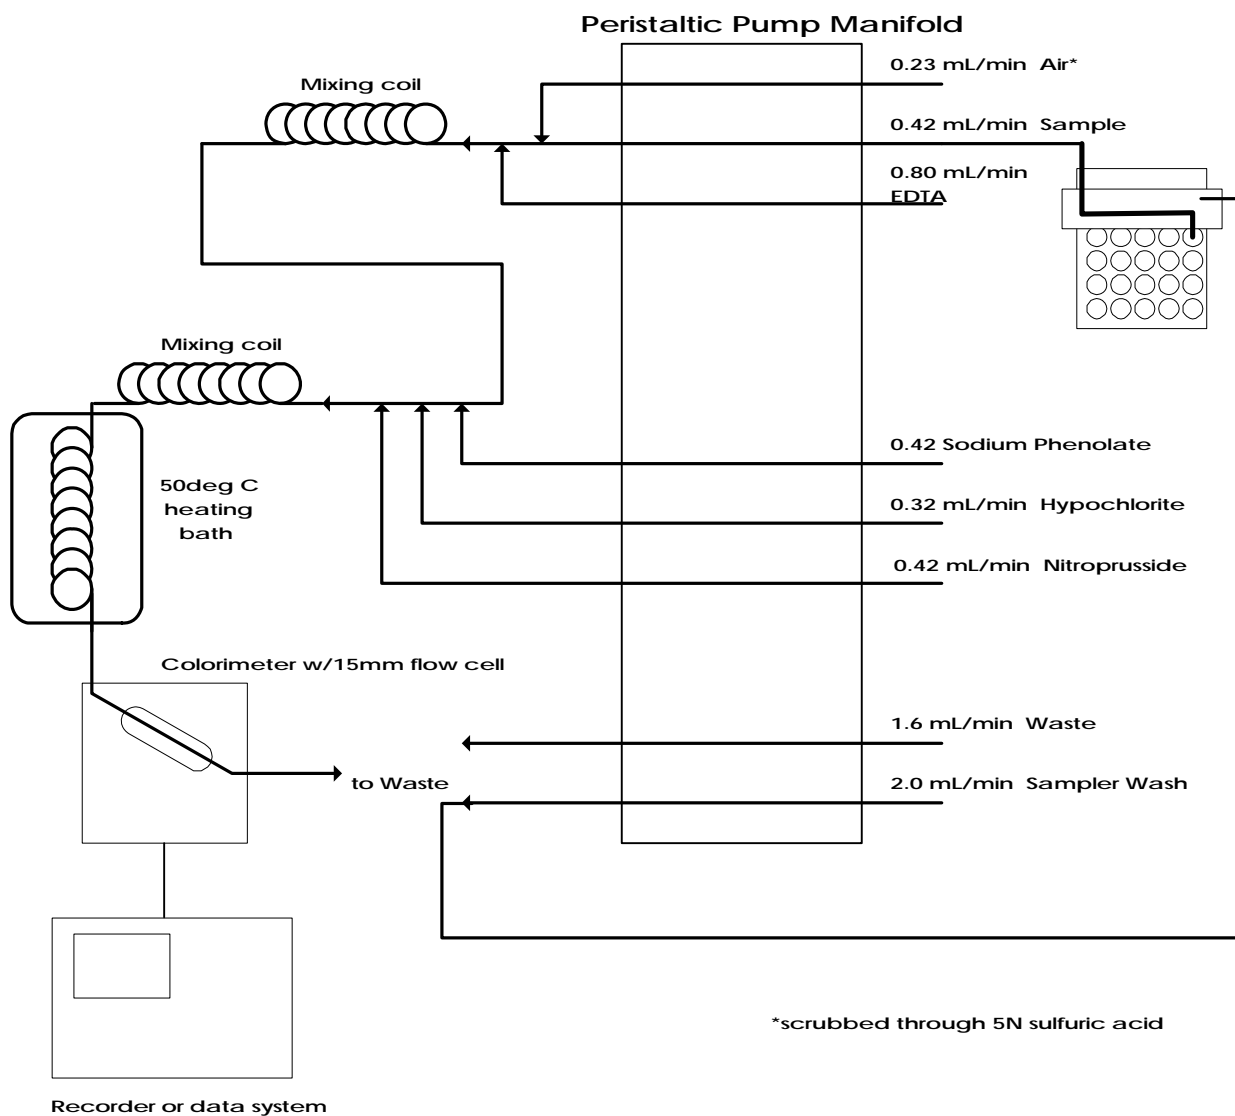 Peristaltic Pump Manifold
0.23 mL/min  Air*
Mixing coil
0.42 mL/min  Sample
0.80 mL/min
EDTA
Mixing coil
0.42 Sodium Phenolate
50deg C
heating
bath
0.32 mL/min  Hypochlorite
0.42 mL/min  Nitroprusside
Colorimeter w/15mm flow cell
1.6 mL/min  Waste
to Waste
2.0 mL/min  Sampler Wash
*scrubbed through 5N sulfuric acid
Recorder or data system